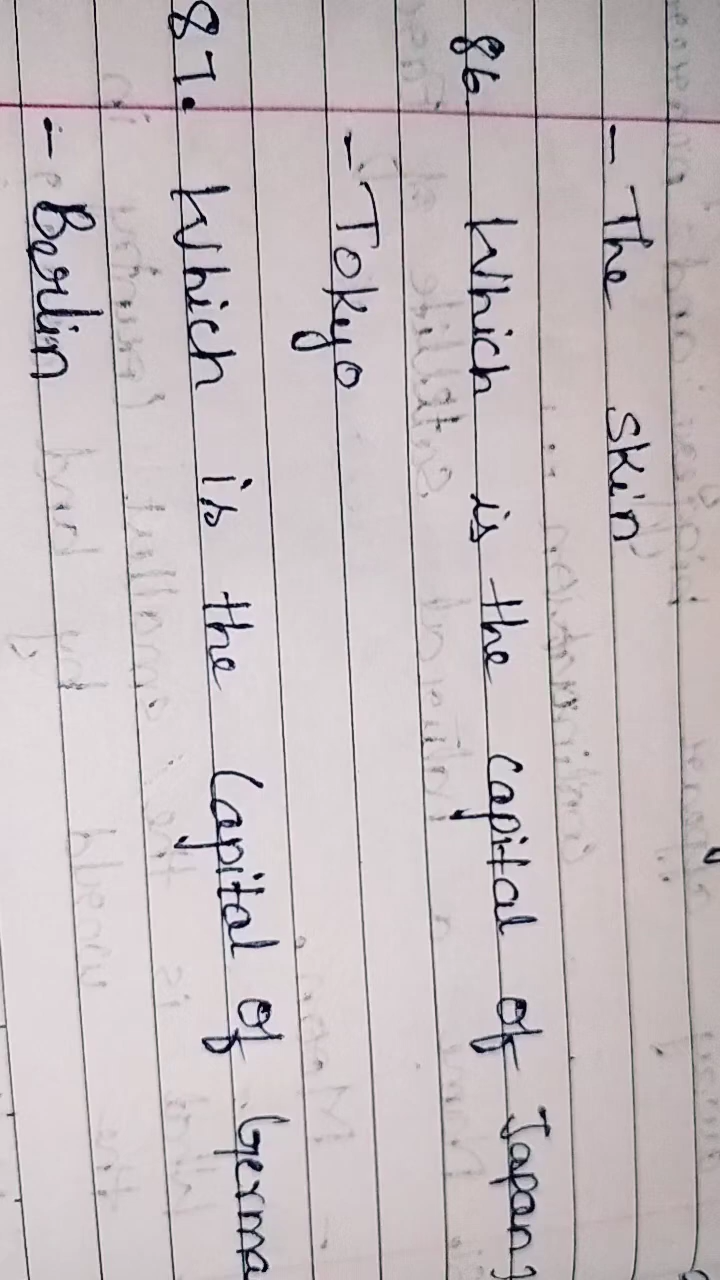 - The skin
86. Which is the capital of Japan?
- Tokyo
87. Which is the Capital of Germa
- Berlin